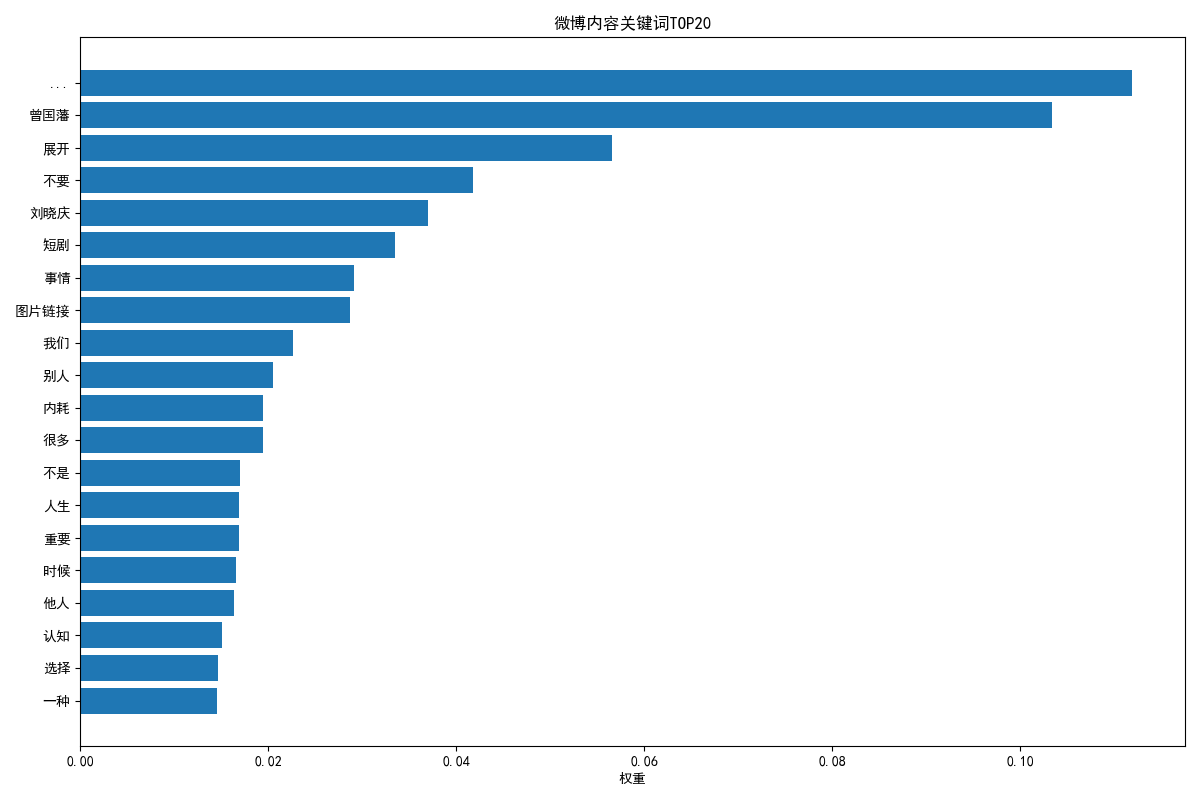 微博内容关键词TOP20
...
曾国藩
展开
不要
刘晓庆
短剧
事情
图片链接
我们
别人
内耗
很多
不是
人生
重要
时候
他人
认知
选择
一种
0.00 0.02 0.04 0.06 0.08 0.10
权重